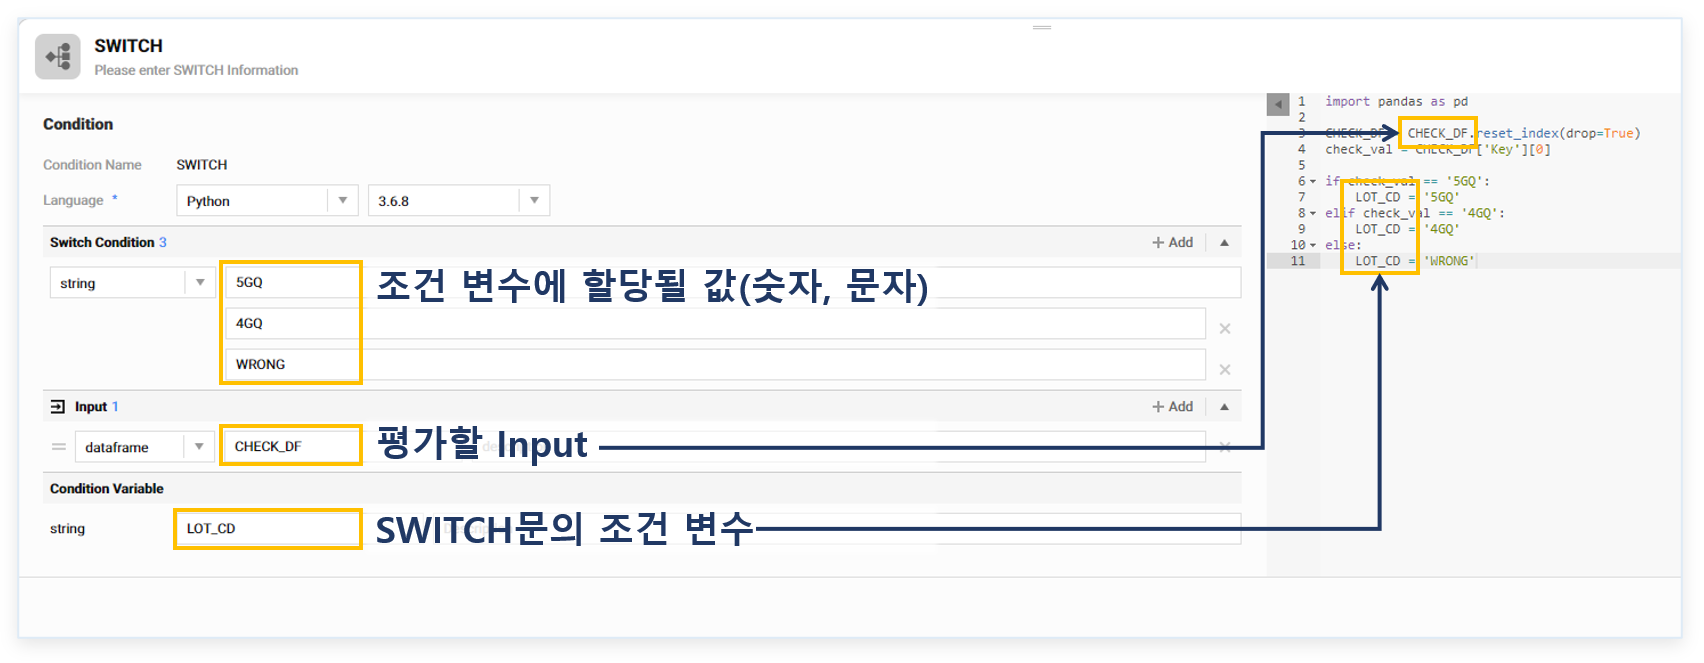 SWITCH
Please enter SWITCH Information
Condition
Condition Name SWITCH
Language * Python 3.6.8
Switch Condition 3 + Add
string 5GQ 조건 변수에 할당될 값(숫자, 문자)
4GQ
WRONG
Input 1 + Add
dataframe CHECK_DF 평가할 Input
Condition Variable
string LOT_CD SWITCH문의 조건 변수
1 import pandas as pd
2
3 CHECK_DF CHECK_DF.reset_index(drop=True)
4 check_val = CHECK_DF['Key'][0]
5
6 if check_val == '5GQ':
7 LOT_CD = '5GQ'
8 elif check_val == '4GQ':
9 LOT_CD = '4GQ'
10 else:
11 LOT_CD = 'WRONG'